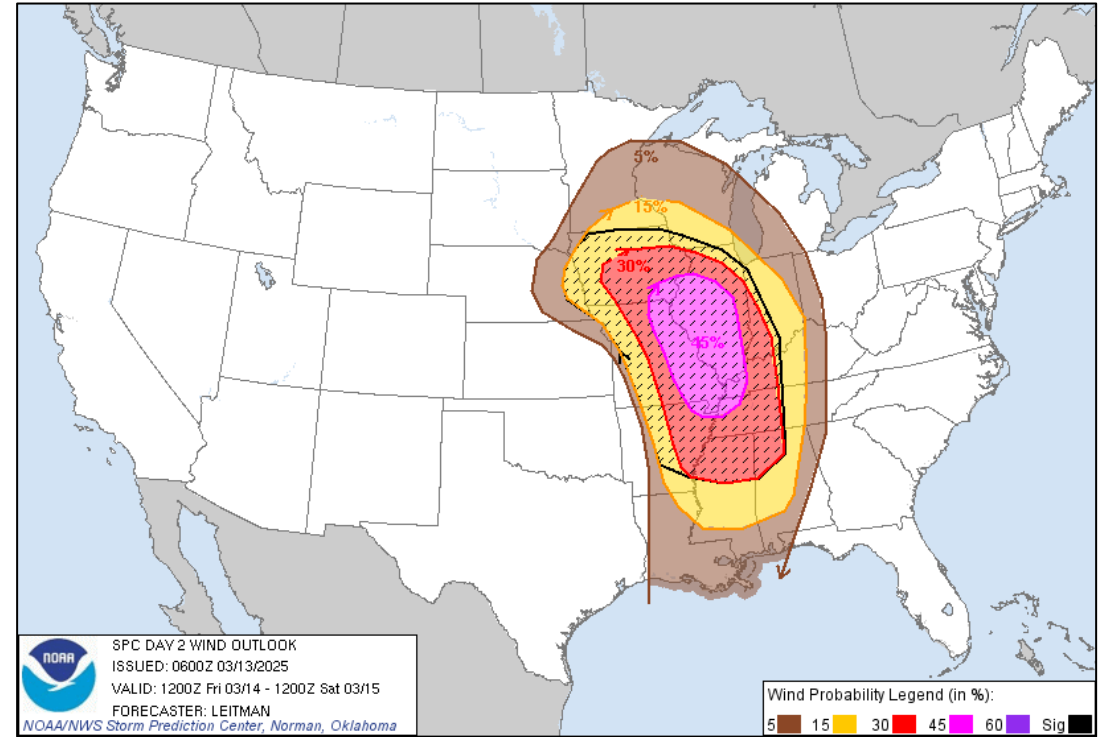 5%
15%
30%
45%
NOAA
SPC DAY 2 WIND OUTLOOK
ISSUED: 0600Z 03/13/2025
VALID: 1200Z Fri 03/14 - 1200Z Sat 03/15
FORECASTER: LEITMAN
NOAA/NWS Storm Prediction Center, Norman, Oklahoma
Wind Probability Legend (in %):
5 15 30 45 60 Sig